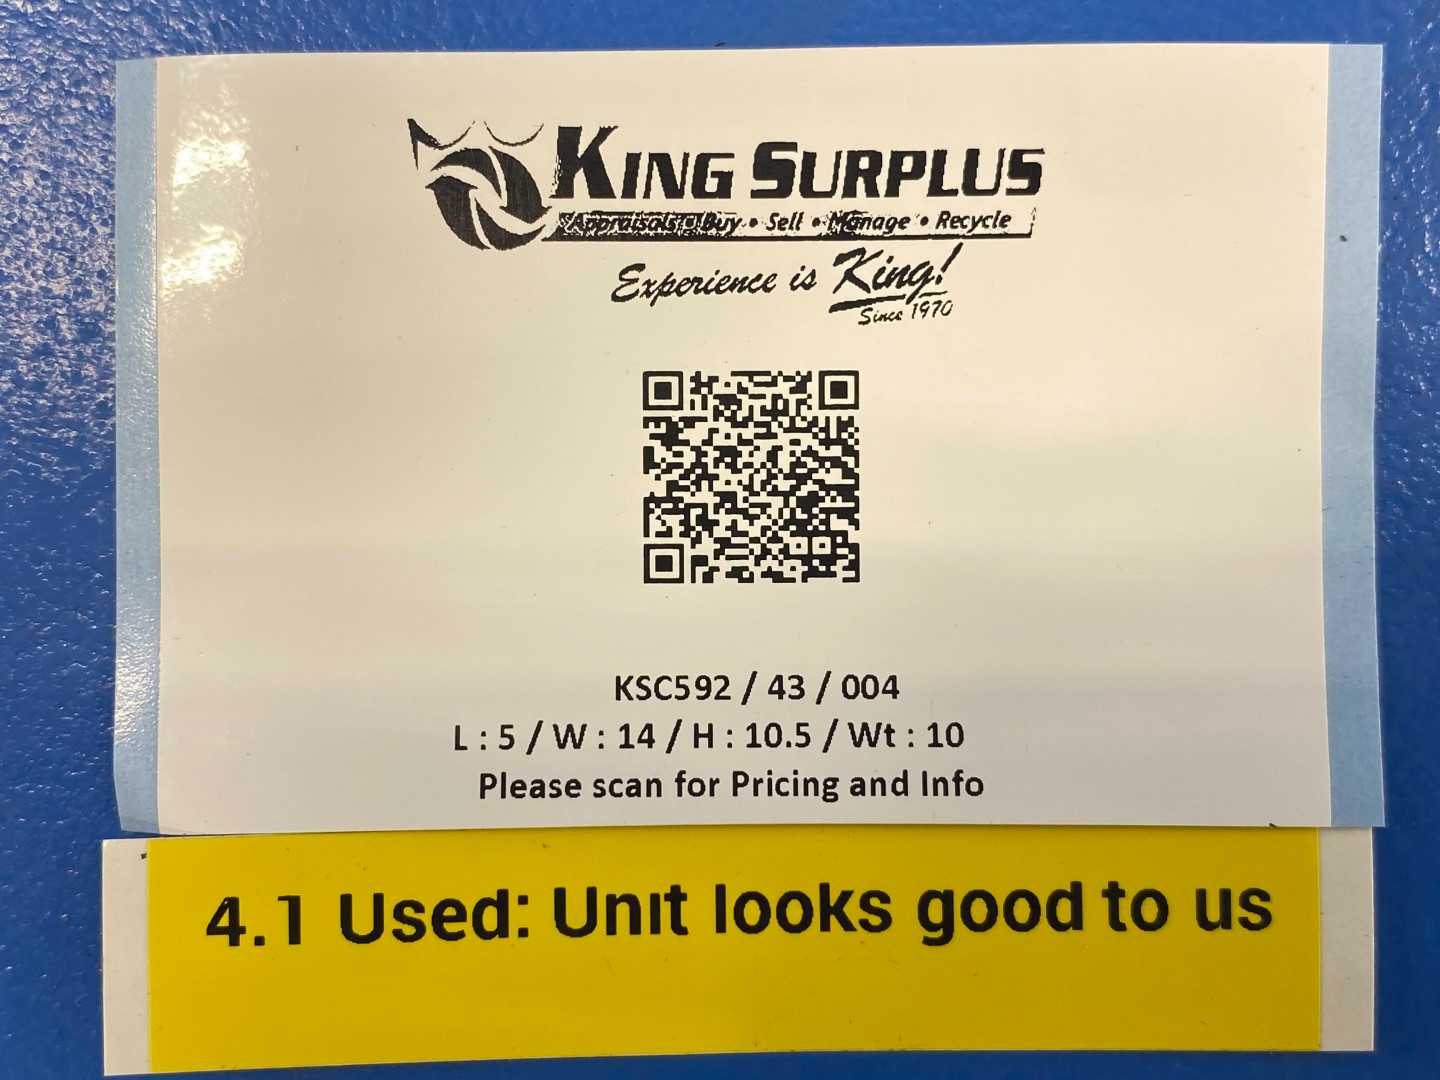 KING SURPLUS
Appraisals • Buy • Sell • Manage • Recycle
Experience is King!
Since 1970
KSC592 / 43 / 004
L : 5 / W : 14 / H : 10.5 / Wt : 10
Please scan for Pricing and Info
4.1 Used: Unit looks good to us